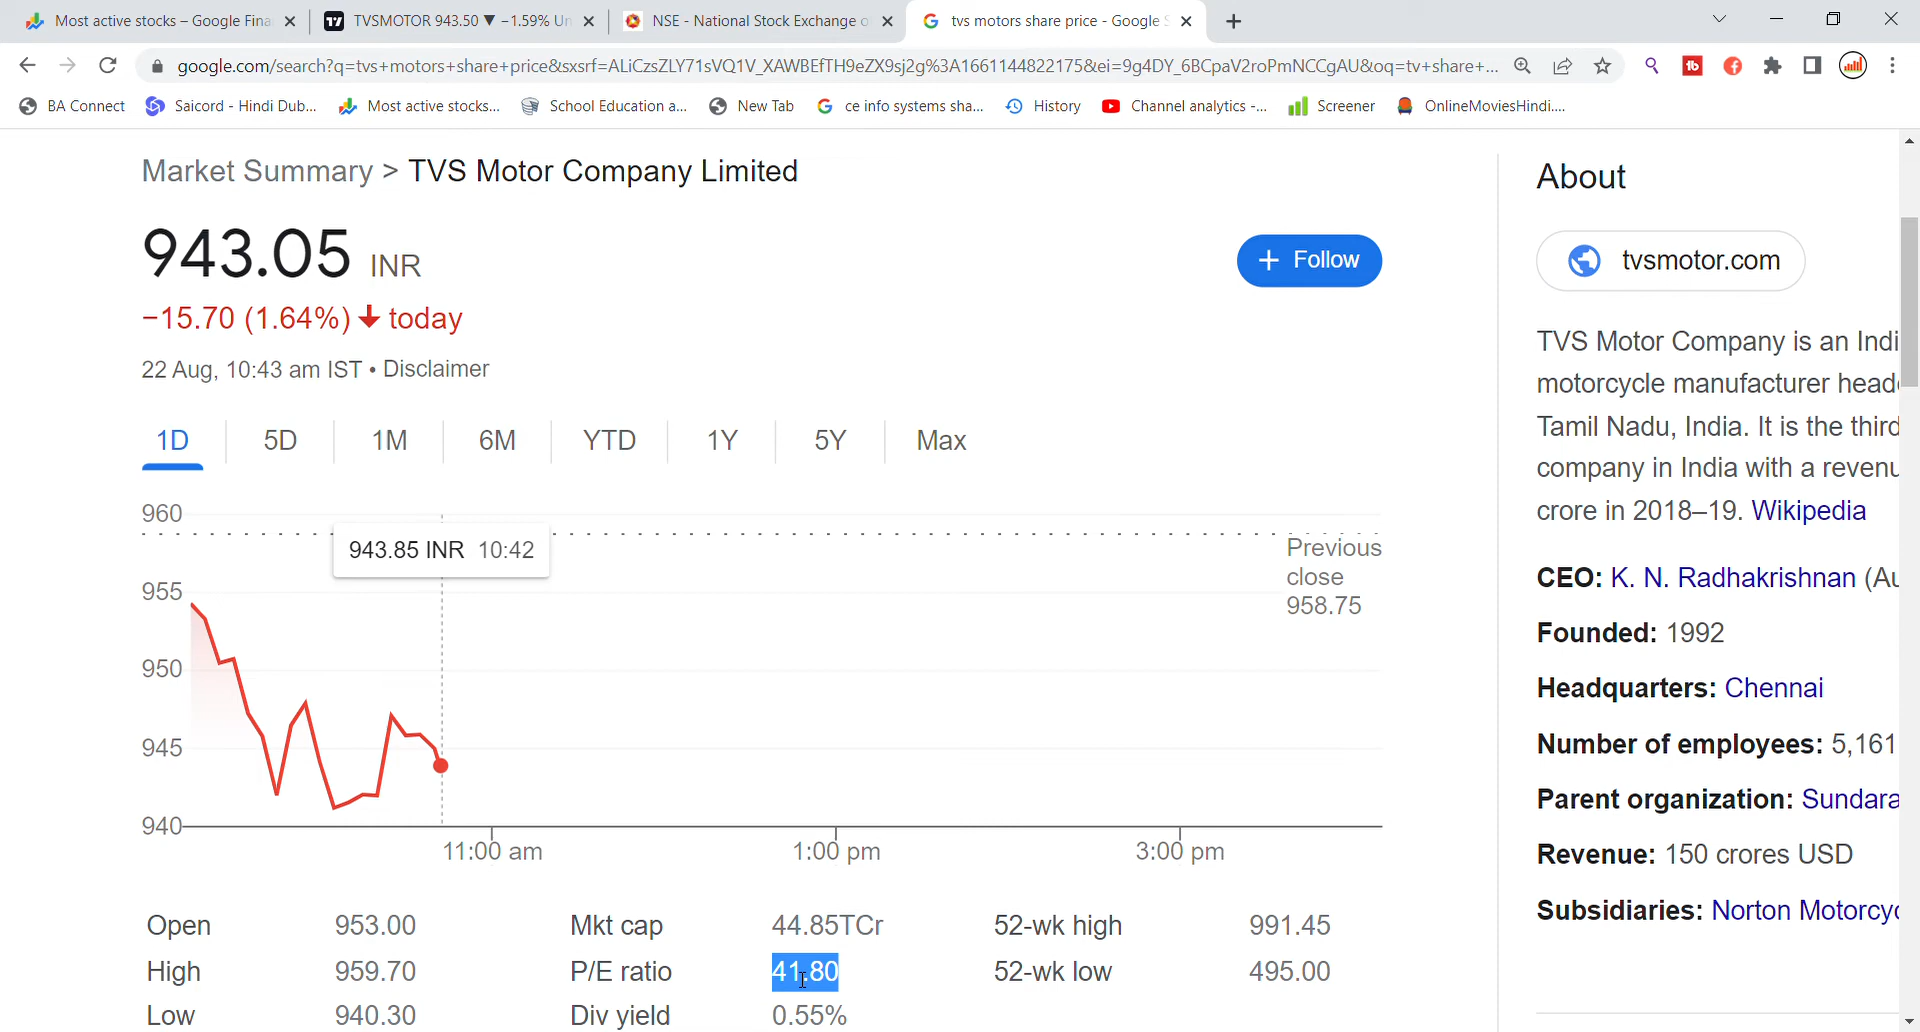 Most active stocks – Google Fina
TVSMOTOR 943.50 ▼ −1.59% Un
NSE - National Stock Exchange o
tvs motors share price - Google S
google.com/search?q=tvs+motors+share+price&sxsrf=ALiCzsZLY71sVQ1V_XAWBEfTH9eZX9sj2g%3A1661144822175&ei=9g4DY_6BCpaV2roPmNCCgAU&oq=tv+share+...
BA Connect
Saicord - Hindi Dub...
Most active stocks...
School Education a...
New Tab
ce info systems sha...
History
Channel analytics -...
Screener
OnlineMoviesHindi....
Market Summary > TVS Motor Company Limited
943.05 INR
+ Follow
−15.70 (1.64%) ↓ today
22 Aug, 10:43 am IST • Disclaimer
1D 5D 1M 6M YTD 1Y 5Y Max
960
943.85 INR 10:42
Previous
close
958.75
955
950
945
940
11:00 am 1:00 pm 3:00 pm
Open 953.00 Mkt cap 44.85TCr 52-wk high 991.45
High 959.70 P/E ratio 41.80 52-wk low 495.00
Low 940.30 Div yield 0.55%
About
tvsmotor.com
TVS Motor Company is an Indi
motorcycle manufacturer head
Tamil Nadu, India. It is the third
company in India with a revenu
crore in 2018–19. Wikipedia
CEO: K. N. Radhakrishnan (Au
Founded: 1992
Headquarters: Chennai
Number of employees: 5,161
Parent organization: Sundara
Revenue: 150 crores USD
Subsidiaries: Norton Motorcyc